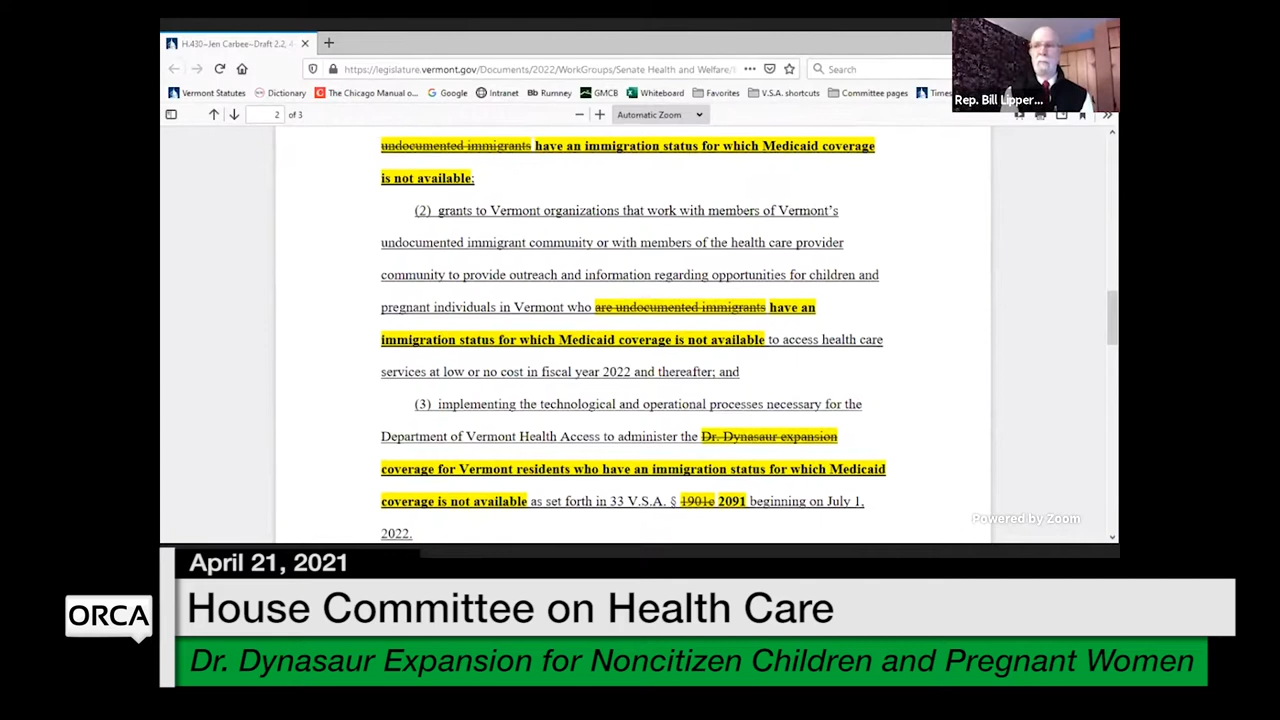 H.430~Jen Carbee~Draft 2.2, 4
https://legislature.vermont.gov/Documents/2022/WorkGroups/Senate Health and Welfare/
Search
Vermont Statutes Dictionary The Chicago Manual o... Google Intranet Rumney GMCB Whiteboard Favorites V.S.A. shortcuts Committee pages Times
2 of 3 Automatic Zoom
Rep. Bill Lipper...
undocumented immigrants have an immigration status for which Medicaid coverage
is not available;
(2) grants to Vermont organizations that work with members of Vermont's
undocumented immigrant community or with members of the health care provider
community to provide outreach and information regarding opportunities for children and
pregnant individuals in Vermont who are undocumented immigrants have an
immigration status for which Medicaid coverage is not available to access health care
services at low or no cost in fiscal year 2022 and thereafter; and
(3) implementing the technological and operational processes necessary for the
Department of Vermont Health Access to administer the Dr. Dynasaur expansion
coverage for Vermont residents who have an immigration status for which Medicaid
coverage is not available as set forth in 33 V.S.A. § 1901e 2091 beginning on July 1,
2022.
Powered by Zoom
April 21, 2021
ORCA
House Committee on Health Care
Dr. Dynasaur Expansion for Noncitizen Children and Pregnant Women